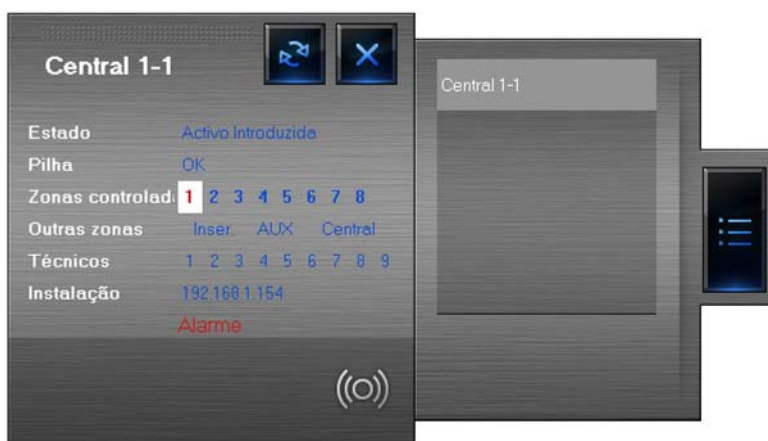 Central 1-1
Central 1-1
Estado Activo Introduzida
Pilha OK
Zonas controlad 1 2 3 4 5 6 7 8
Outras zonas Inser. AUX Central
Técnicos 1 2 3 4 5 6 7 8 9
Instalação 192.168.1.154
Alarme